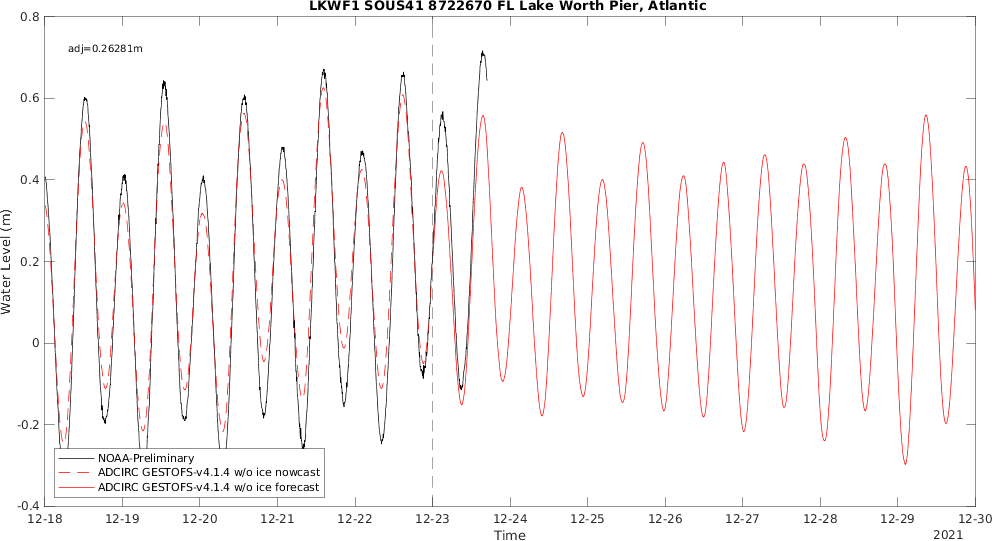 LKWF1 SOUS41 8722670 FL Lake Worth Pier, Atlantic
adj=0.26281m
0.8
0.6
0.4
0.2
0
-0.2
-0.4
Water Level (m)
NOAA-Preliminary
ADCIRC GESTOFS-v4.1.4 w/o ice nowcast
ADCIRC GESTOFS-v4.1.4 w/o ice forecast
12-18 12-19 12-20 12-21 12-22 12-23 12-24 12-25 12-26 12-27 12-28 12-29 12-30
Time
2021